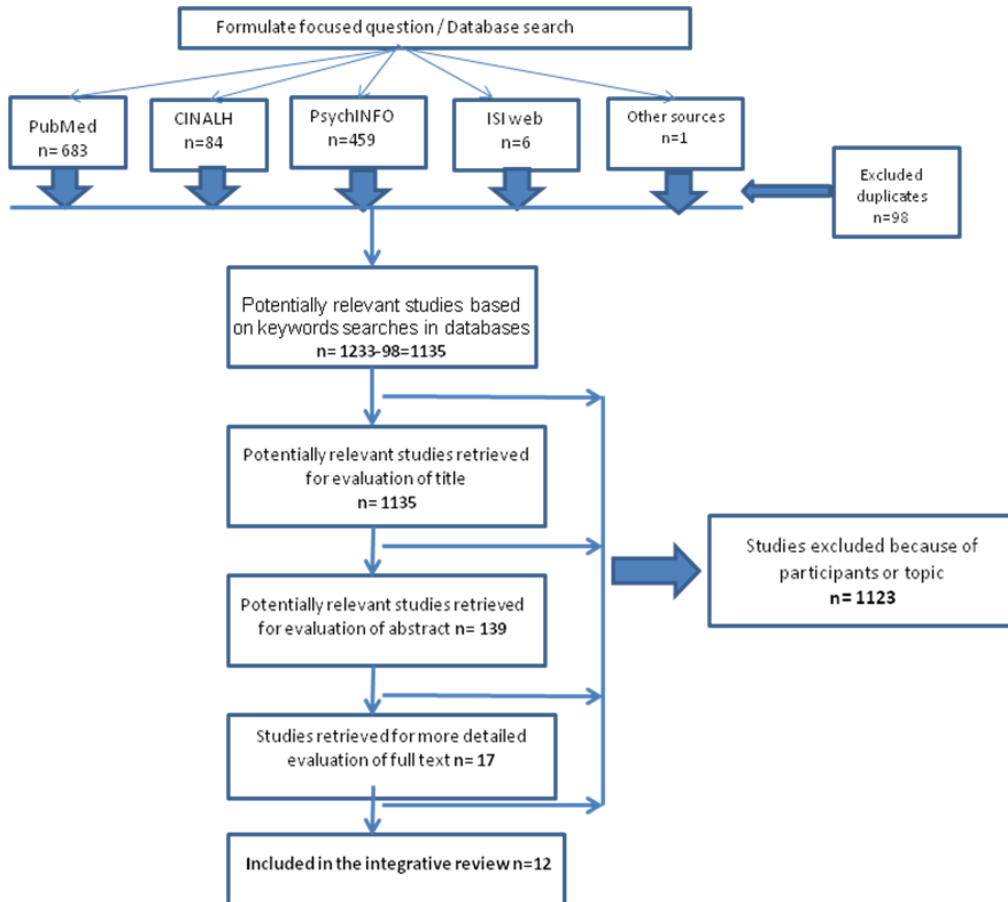 Formulate focused question / Database search
PubMed
n= 683
CINALH
n=84
PsychINFO
n=459
ISI web
n=6
Other sources
n=1
Excluded
duplicates
n=98
Potentially relevant studies based
on keywords searches in databases
n= 1233-98=1135
Potentially relevant studies retrieved
for evaluation of title
n= 1135
Studies excluded because of
participants or topic
n= 1123
Potentially relevant studies retrieved
for evaluation of abstract n= 139
Studies retrieved for more detailed
evaluation of full text n= 17
Included in the integrative review n=12